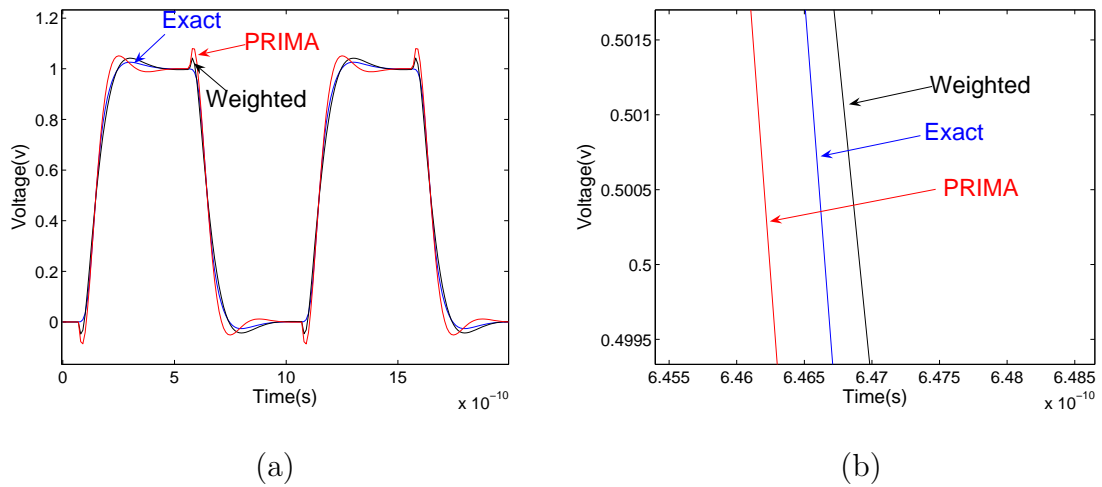 1.2
1
0.8
0.6
0.4
0.2
0
Voltage(v)
Exact
PRIMA
Weighted
0 5 10 15
Time(s)
x 10⁻¹⁰
(a)
0.5015
0.501
0.5005
0.5
0.4995
Voltage(v)
Weighted
Exact
PRIMA
6.455 6.46 6.465 6.47 6.475 6.48 6.485
Time(s)
x 10⁻¹⁰
(b)